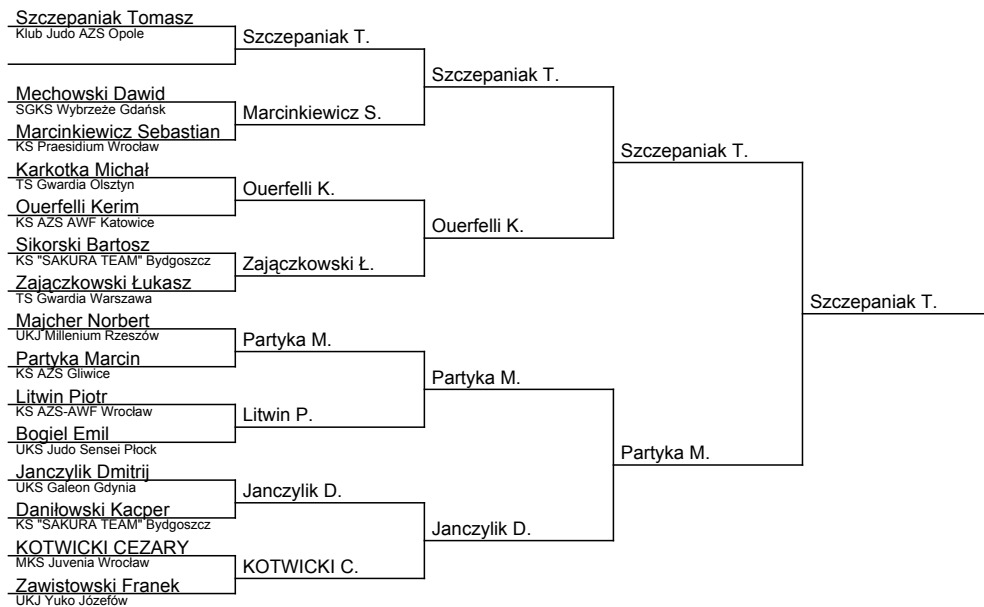 Szczepaniak Tomasz
Klub Judo AZS Opole
Mechowski Dawid
SGKS Wybrzeże Gdańsk
Marcinkiewicz Sebastian
KS Praesidium Wrocław
Karkotka Michał
TS Gwardia Olsztyn
Ouerfelli Kerim
KS AZS AWF Katowice
Sikorski Bartosz
KS "SAKURA TEAM" Bydgoszcz
Zajączkowski Łukasz
TS Gwardia Warszawa
Majcher Norbert
UKJ Millenium Rzeszów
Partyka Marcin
KS AZS Gliwice
Litwin Piotr
KS AZS-AWF Wrocław
Bogiel Emil
UKS Judo Sensei Płock
Janczylik Dmitrij
UKS Galeon Gdynia
Daniłowski Kacper
KS "SAKURA TEAM" Bydgoszcz
KOTWICKI CEZARY
MKS Juvenia Wrocław
Zawistowski Franek
UKJ Yuko Józefów
Szczepaniak T.
Marcinkiewicz S.
Ouerfelli K.
Zajączkowski Ł.
Partyka M.
Litwin P.
Janczylik D.
KOTWICKI C.
Szczepaniak T.
Ouerfelli K.
Partyka M.
Janczylik D.
Szczepaniak T.
Partyka M.
Szczepaniak T.